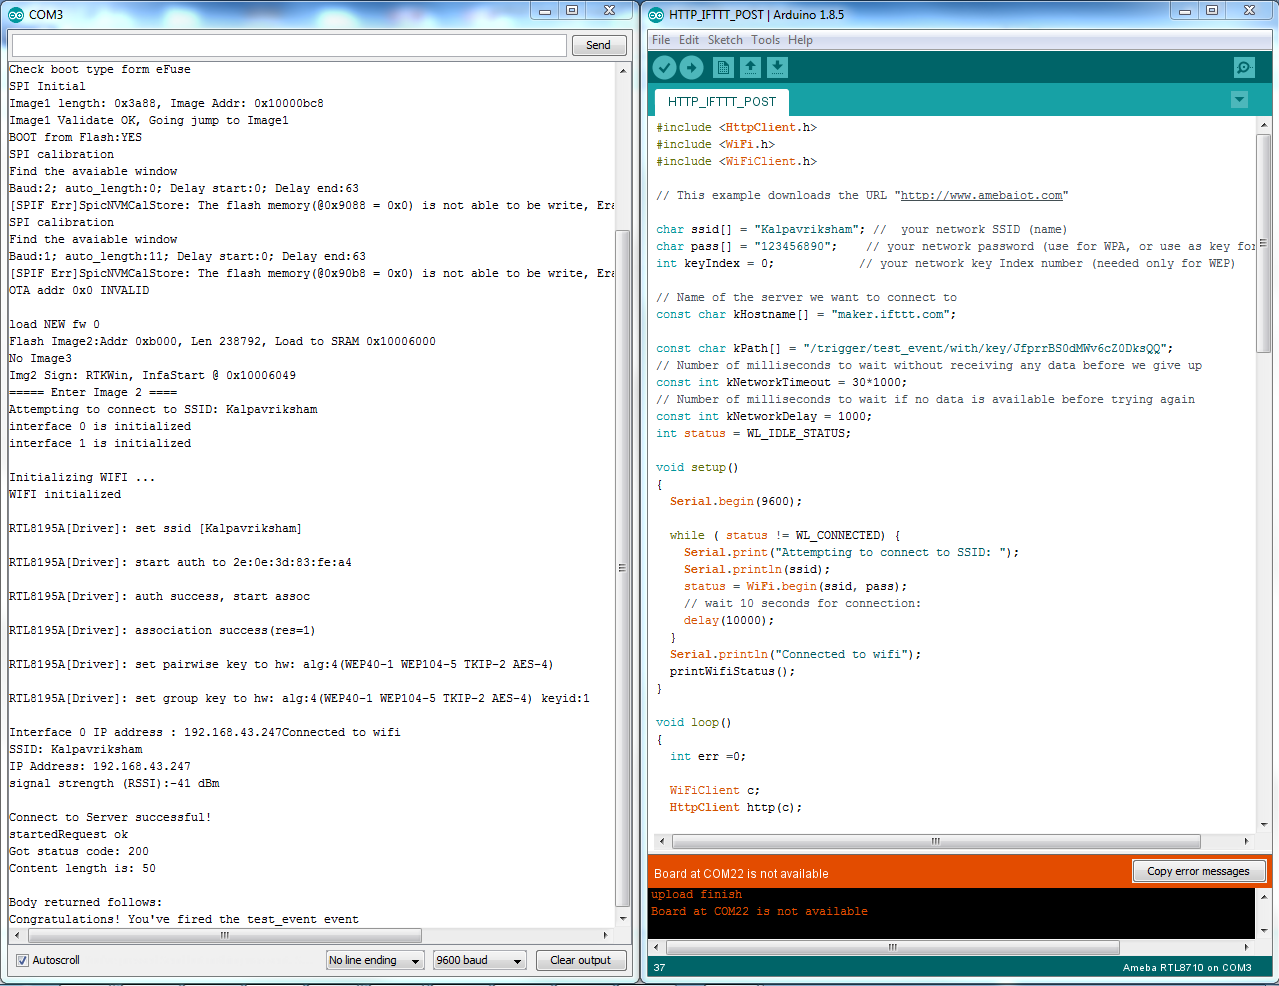 COM3
Send
Check boot type form eFuse
SPI Initial
Image1 length: 0x3a88, Image Addr: 0x10000bc8
Image1 Validate OK, Going jump to Image1
BOOT from Flash:YES
SPI calibration
Find the avaiable window
Baud:2; auto_length:0; Delay start:0; Delay end:63
[SPIF Err]SpicNVMCalStore: The flash memory(@0x9088 = 0x0) is not able to be write, Era
SPI calibration
Find the avaiable window
Baud:1; auto_length:11; Delay start:0; Delay end:63
[SPIF Err]SpicNVMCalStore: The flash memory(@0x90b8 = 0x0) is not able to be write, Era
OTA addr 0x0 INVALID
load NEW fw 0
Flash Image2:Addr 0xb000, Len 238792, Load to SRAM 0x10006000
No Image3
Img2 Sign: RTKWin, InfaStart @ 0x10006049
===== Enter Image 2 ====
Attempting to connect to SSID: Kalpavriksham
interface 0 is initialized
interface 1 is initialized
Initializing WIFI ...
WIFI initialized
RTL8195A[Driver]: set ssid [Kalpavriksham]
RTL8195A[Driver]: start auth to 2e:0e:3d:83:fe:a4
RTL8195A[Driver]: auth success, start assoc
RTL8195A[Driver]: association success(res=1)
RTL8195A[Driver]: set pairwise key to hw: alg:4(WEP40-1 WEP104-5 TKIP-2 AES-4)
RTL8195A[Driver]: set group key to hw: alg:4(WEP40-1 WEP104-5 TKIP-2 AES-4) keyid:1
Interface 0 IP address : 192.168.43.247Connected to wifi
SSID: Kalpavriksham
IP Address: 192.168.43.247
signal strength (RSSI):-41 dBm
Connect to Server successful!
startedRequest ok
Got status code: 200
Content length is: 50
Body returned follows:
Congratulations! You've fired the test_event event
Autoscroll
No line ending
9600 baud
Clear output
HTTP_IFTTT_POST | Arduino 1.8.5
File Edit Sketch Tools Help
HTTP_IFTTT_POST
#include <HttpClient.h>
#include <WiFi.h>
#include <WiFiClient.h>
// This example downloads the URL "http://www.amebaiot.com"
char ssid[] = "Kalpavriksham"; //  your network SSID (name)
char pass[] = "123456890";    // your network password (use for WPA, or use as key for
int keyIndex = 0;            // your network key Index number (needed only for WEP)
// Name of the server we want to connect to
const char kHostname[] = "maker.ifttt.com";
const char kPath[] = "/trigger/test_event/with/key/JfprrBS0dMWv6cZ0DksQQ";
// Number of milliseconds to wait without receiving any data before we give up
const int kNetworkTimeout = 30*1000;
// Number of milliseconds to wait if no data is available before trying again
const int kNetworkDelay = 1000;
int status = WL_IDLE_STATUS;
void setup()
{
  Serial.begin(9600);
  while ( status != WL_CONNECTED) {
    Serial.print("Attempting to connect to SSID: ");
    Serial.println(ssid);
    status = WiFi.begin(ssid, pass);
    // wait 10 seconds for connection:
    delay(10000);
  }
  Serial.println("Connected to wifi");
  printWifiStatus();
}
void loop()
{
  int err =0;
  WiFiClient c;
  HttpClient http(c);
Board at COM22 is not available
Copy error messages
upload finish
Board at COM22 is not available
37
Ameba RTL8710 on COM3